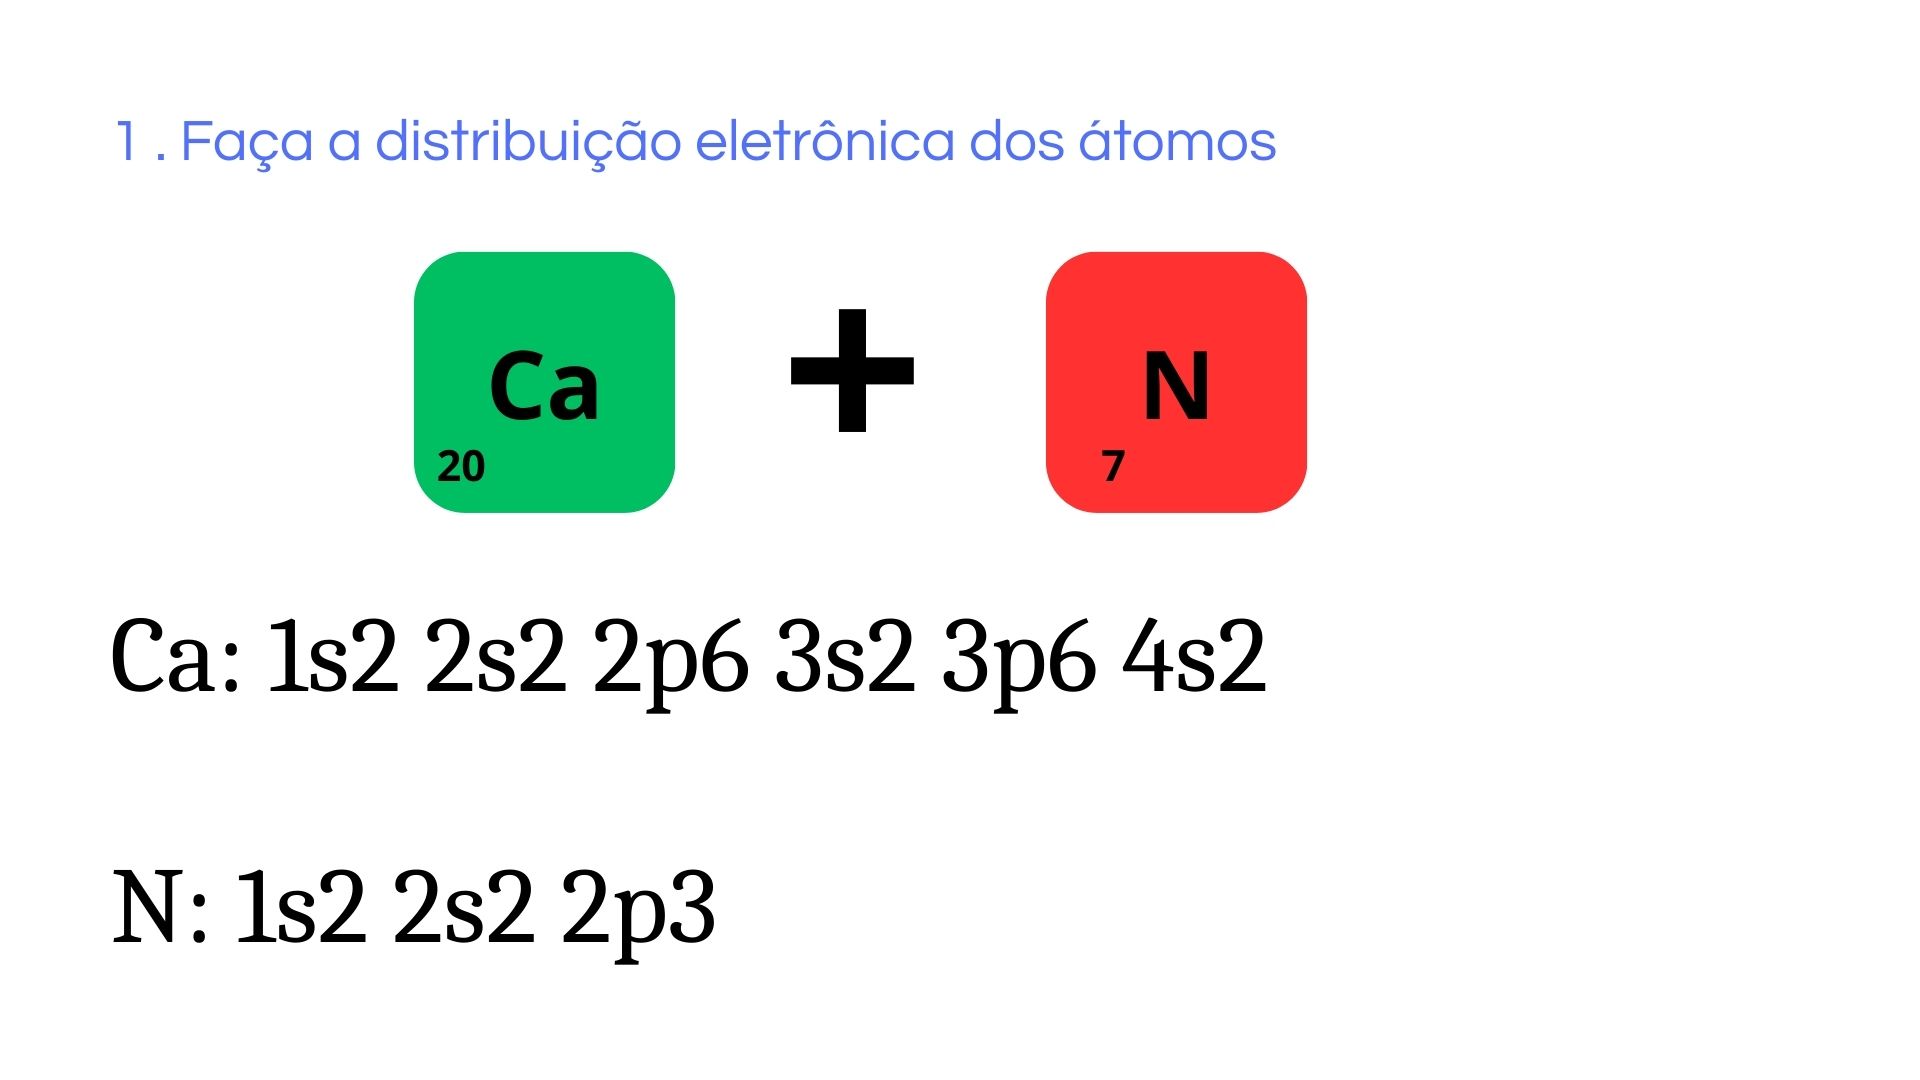 1 . Faça a distribuição eletrônica dos átomos
Ca + N
20 7
Ca: 1s2 2s2 2p6 3s2 3p6 4s2
N: 1s2 2s2 2p3